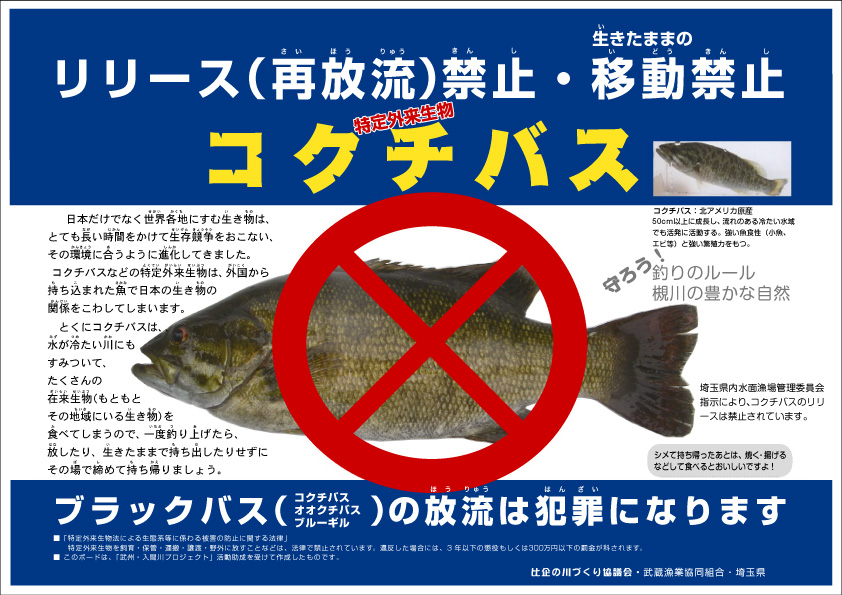 リリース(再放流)禁止・生きたままの移動禁止
特定外来生物
コクチバス
コクチバス：北アメリカ原産
50cm以上に成長し、流れのある冷たい水域
でも活発に活動する。強い魚食性（小魚、
エビ等）と強い繁殖力をもつ。
守ろう！
釣りのルール
槻川の豊かな自然
日本だけでなく世界各地にすむ生き物は、
とても長い時間をかけて生存競争をおこない、
その環境に合うように進化してきました。
コクチバスなどの特定外来生物は、外国から
持ち込まれた魚で日本の生き物の
関係をこわしてしまいます。
とくにコクチバスは、
水が冷たい川にも
すみついて、
たくさんの
在来生物(もともと
その地域にいる生き物)を
食べてしまうので、一度釣り上げたら、
放したり、生きたままで持ち出したりせずに
その場で締めて持ち帰りましょう。
埼玉県内水面漁場管理委員会
指示により、コクチバスのリリ
ースは禁止されています。
シメて持ち帰ったあとは、焼く・揚げる
などして食べるとおいしいですよ！
ブラックバス(コクチバス オオクチバス ブルーギル)の放流は犯罪になります
■「特定外来生物法による生態系等に係わる被害の防止に関する法律」
特定外来生物を飼育・保管・運搬・譲渡・野外に放すことなどは、法律で禁止されています。違反した場合には、3年以下の懲役もしくは300万円以下の罰金が科されます。
■ このボードは、「武州・入間川プロジェクト」活動助成を受けて作成したものです。
比企の川づくり協議会・武蔵漁業協同組合・埼玉県